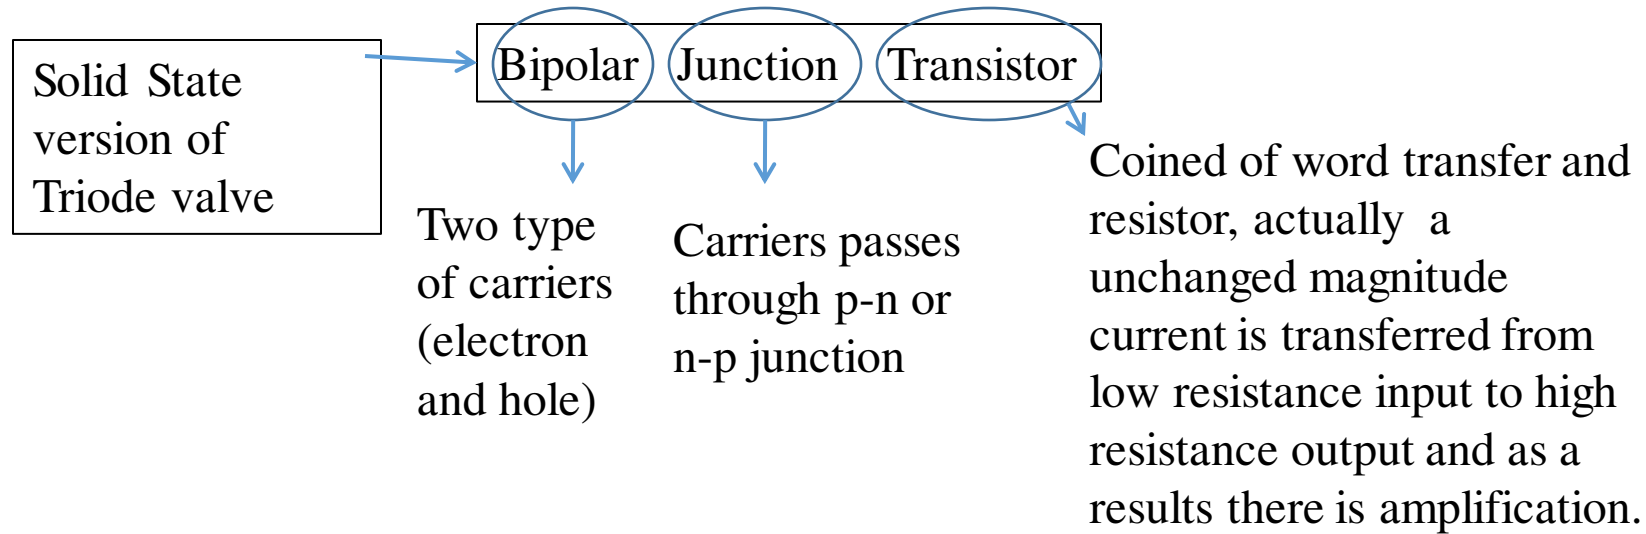 Solid State
version of
Triode valve
Bipolar Junction Transistor
Two type
of carriers
(electron
and hole)
Carriers passes
through p-n or
n-p junction
Coined of word transfer and
resistor, actually a
unchanged magnitude
current is transferred from
low resistance input to high
resistance output and as a
results there is amplification.